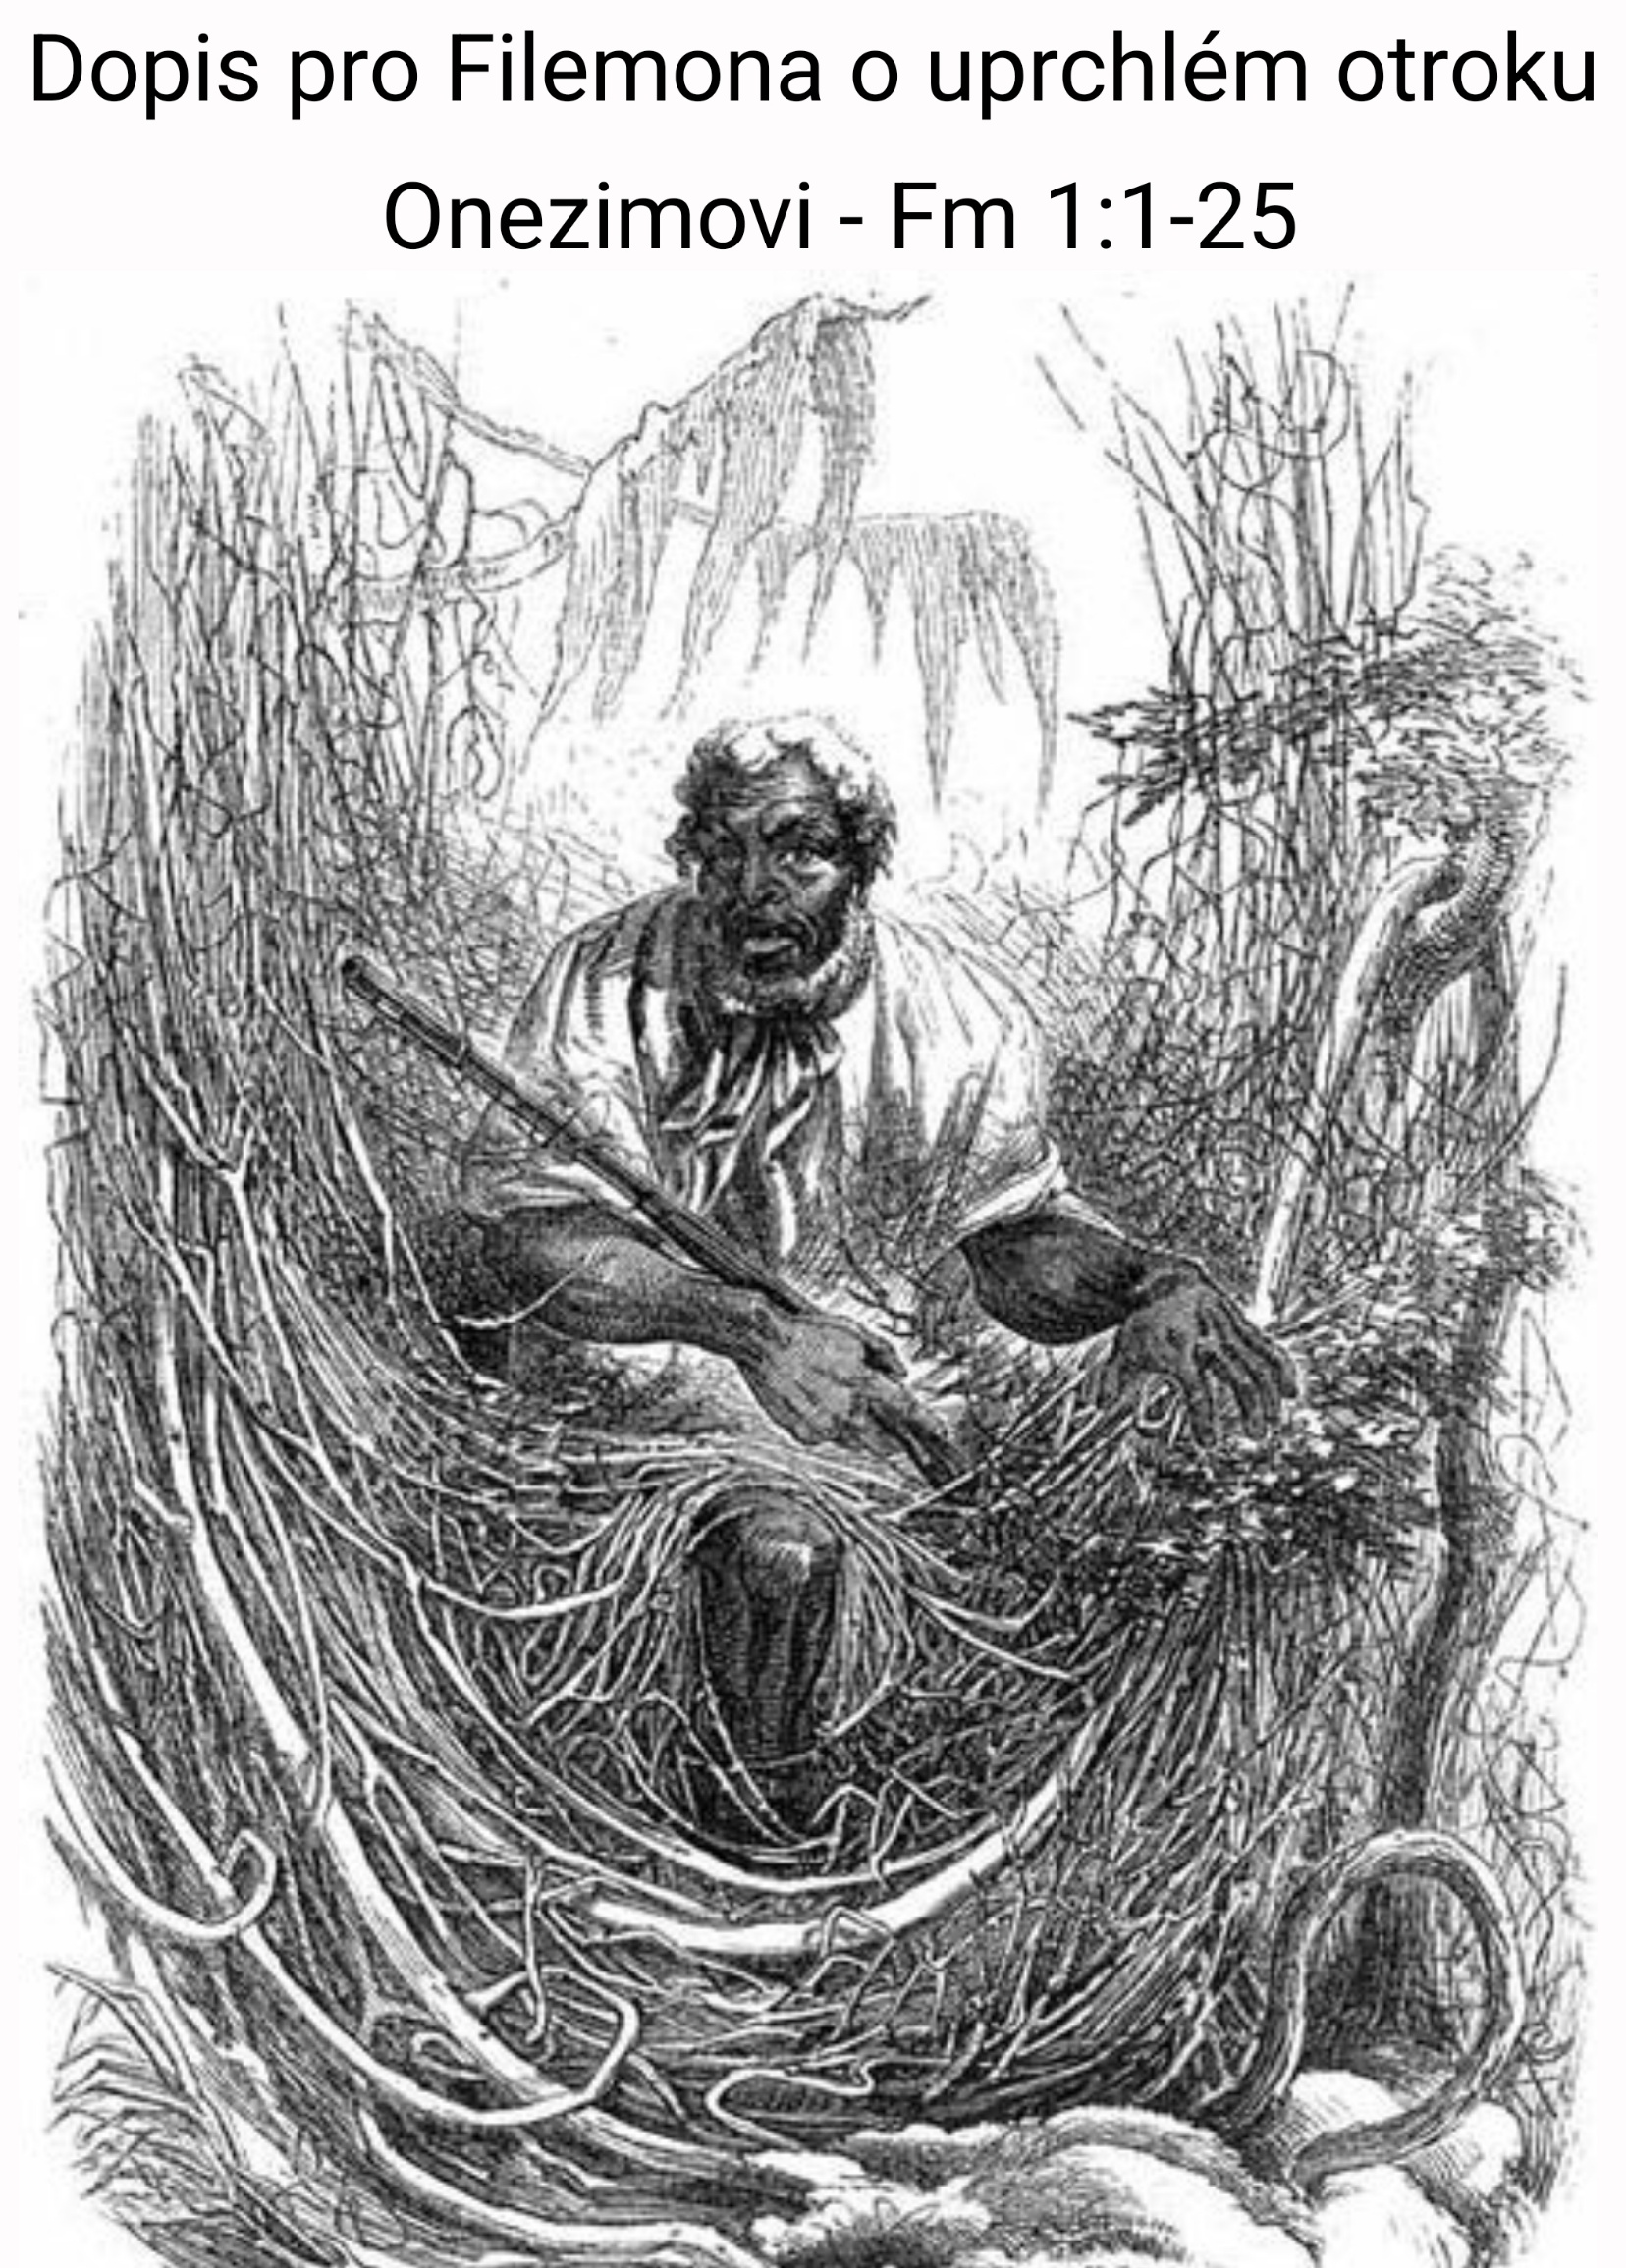 Dopis pro Filemona o uprchlém otroku
Onezimovi - Fm 1:1-25